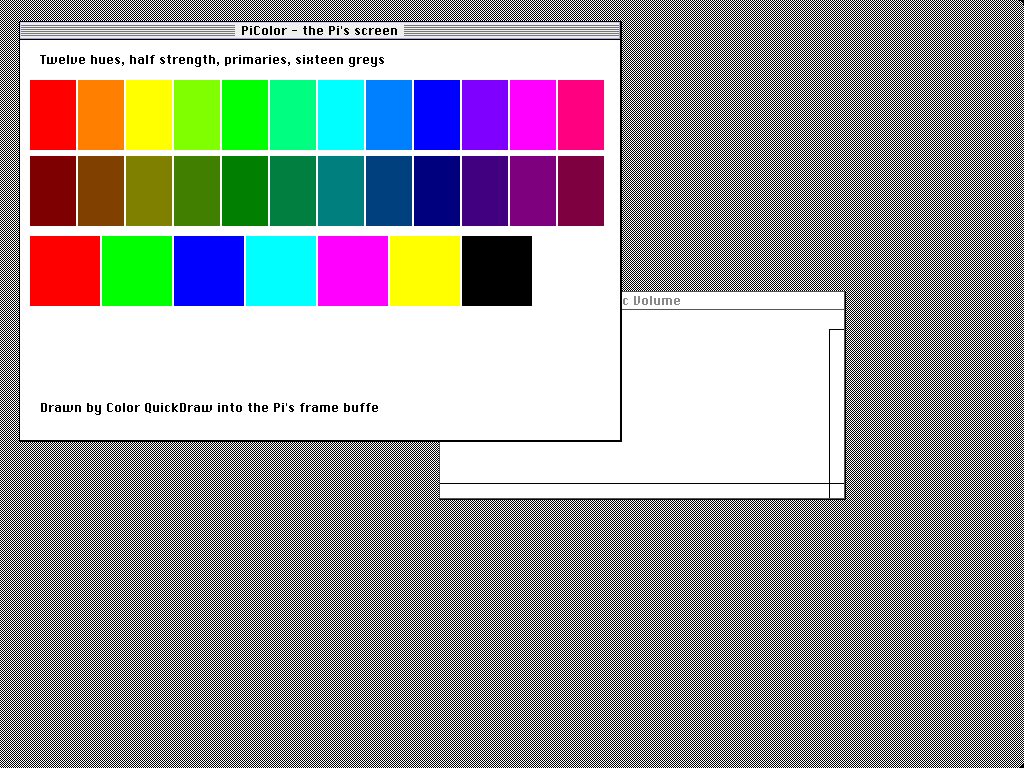 PiColor - the Pi's screen
Twelve hues, half strength, primaries, sixteen greys
c Volume
Drawn by Color QuickDraw into the Pi's frame buffe